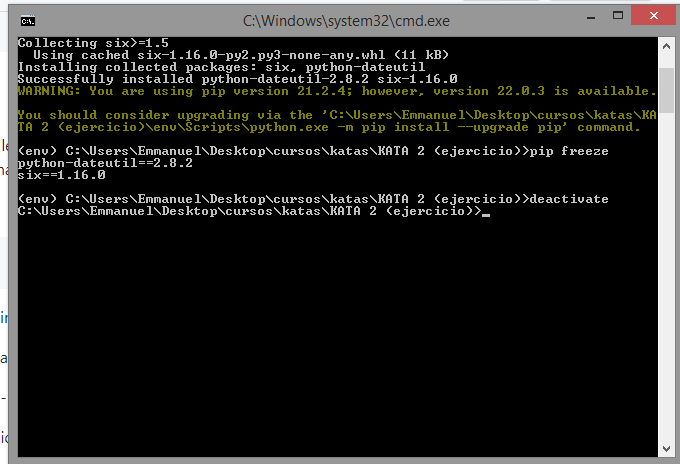 C:\Windows\system32\cmd.exe
Collecting six>=1.5
  Using cached six-1.16.0-py2.py3-none-any.whl (11 kB)
Installing collected packages: six, python-dateutil
Successfully installed python-dateutil-2.8.2 six-1.16.0
WARNING: You are using pip version 21.2.4; however, version 22.0.3 is available.
You should consider upgrading via the 'C:\Users\Emmanuel\Desktop\cursos\katas\KA
TA 2 (ejercicio)\env\Scripts\python.exe -m pip install --upgrade pip' command.
(env) C:\Users\Emmanuel\Desktop\cursos\katas\KATA 2 (ejercicio)>pip freeze
python-dateutil==2.8.2
six==1.16.0
(env) C:\Users\Emmanuel\Desktop\cursos\katas\KATA 2 (ejercicio)>deactivate
C:\Users\Emmanuel\Desktop\cursos\katas\KATA 2 (ejercicio)>